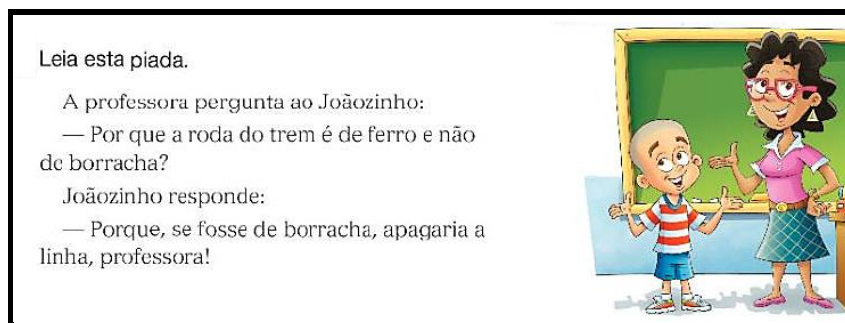 Leia esta piada.
A professora pergunta ao Joãozinho:
— Por que a roda do trem é de ferro e não
de borracha?
Joãozinho responde:
— Porque, se fosse de borracha, apagaria a
linha, professora!